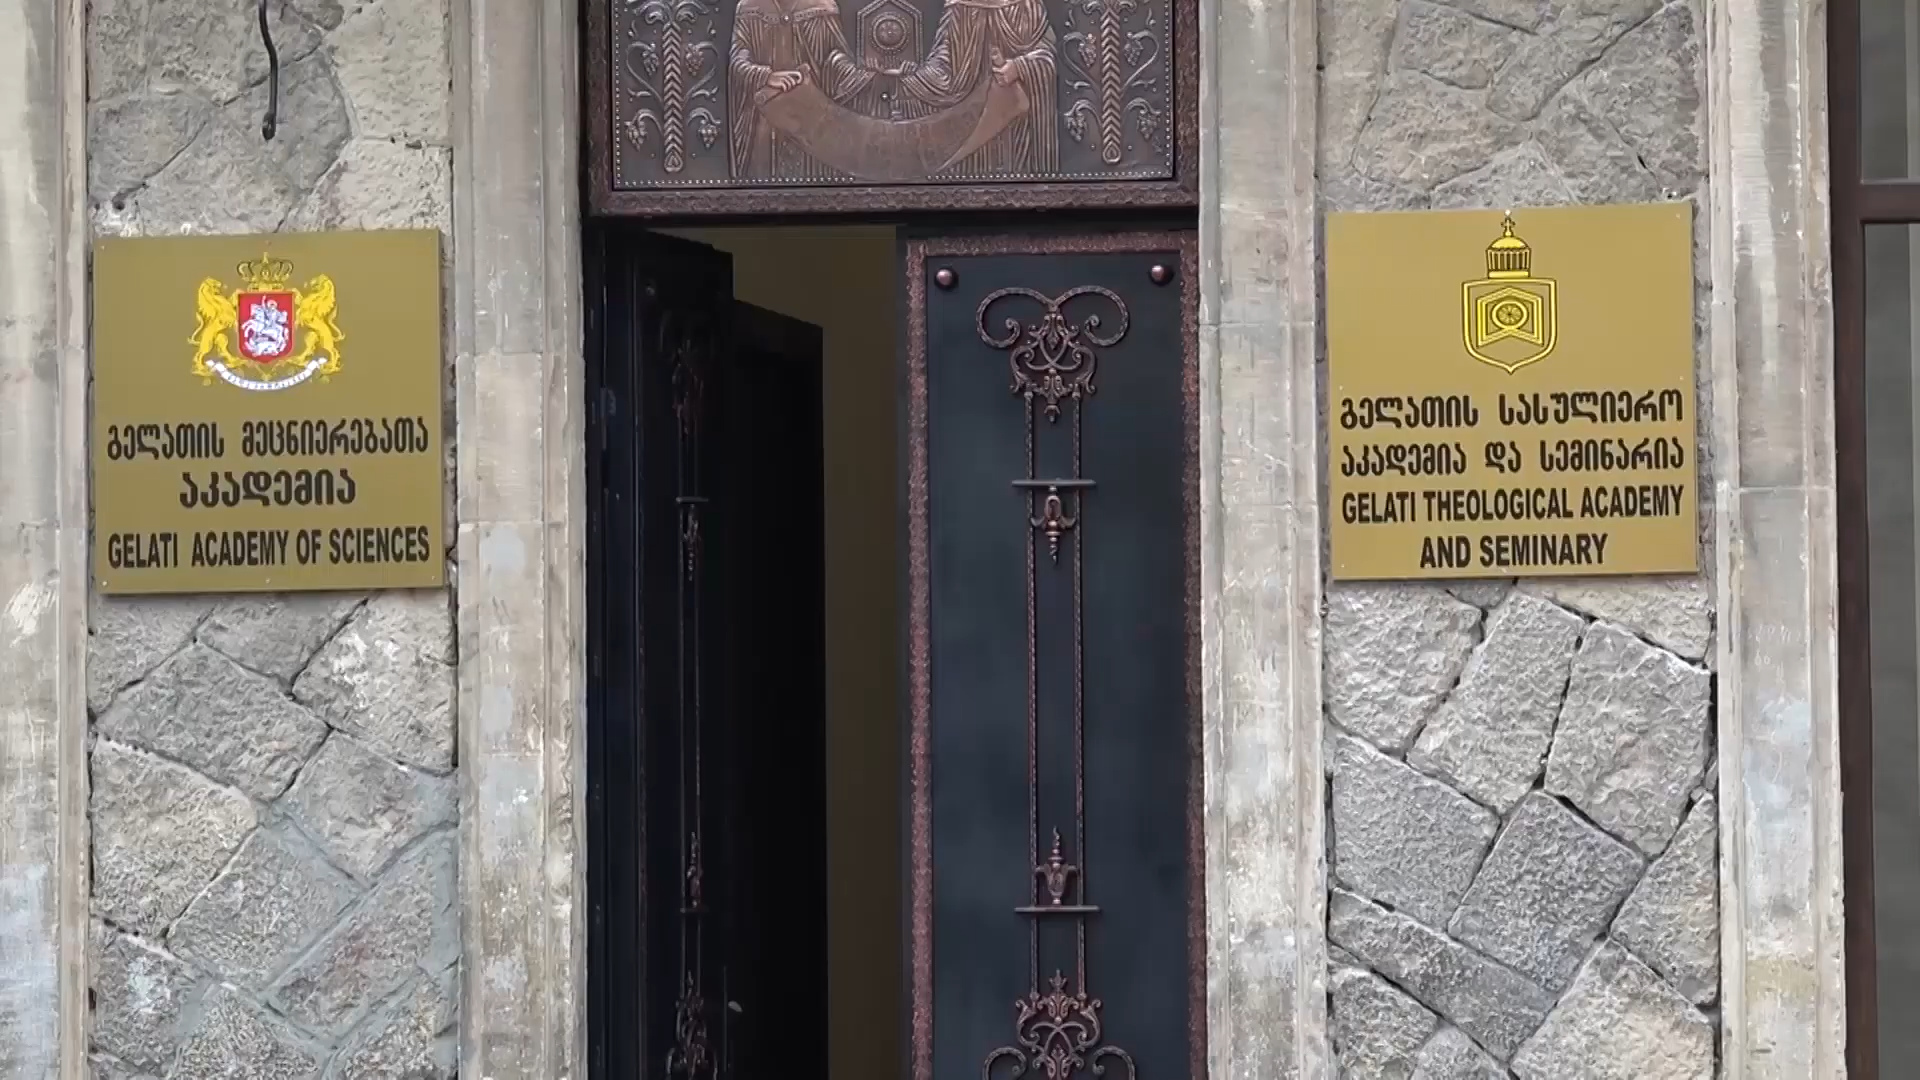 გელათის მეცნიერებათა
აკადემია
GELATI ACADEMY OF SCIENCES
გელათის სასულიერო
აკადემია და სემინარია
GELATI THEOLOGICAL ACADEMY
AND SEMINARY